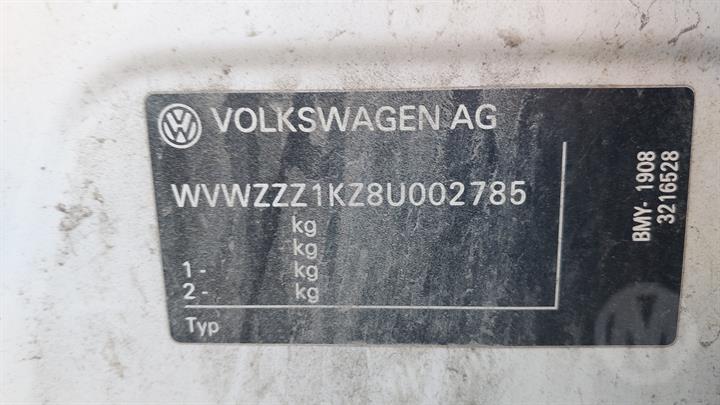 VOLKSWAGEN AG
WVWZZZ1KZ8U002785
kg
kg
1 - kg
2 - kg
Typ
BMY- 1908
3216528